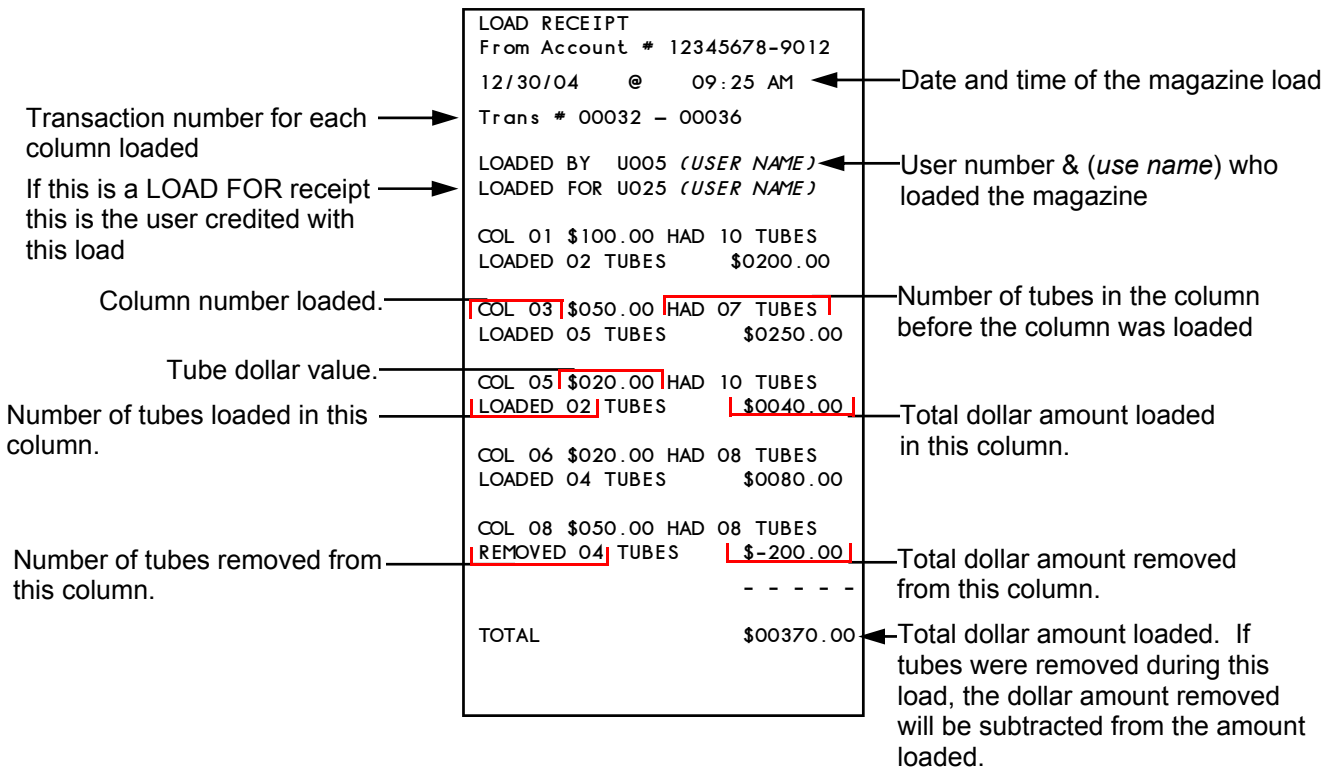 LOAD RECEIPT
From Account # 12345678-9012
12/30/04 @ 09:25 AM
Date and time of the magazine load
Transaction number for each
column loaded
Trans # 00032 – 00036
LOADED BY U005 (USER NAME)
LOADED FOR U025 (USER NAME)
User number & (use name) who
loaded the magazine
If this is a LOAD FOR receipt
this is the user credited with
this load
COL 01 $100.00 HAD 10 TUBES
LOADED 02 TUBES $0200.00
Column number loaded.
COL 03 $050.00 HAD 07 TUBES
LOADED 05 TUBES $0250.00
Number of tubes in the column
before the column was loaded
Tube dollar value.
COL 05 $020.00 HAD 10 TUBES
LOADED 02 TUBES $0040.00
Number of tubes loaded in this
column.
Total dollar amount loaded
in this column.
COL 06 $020.00 HAD 08 TUBES
LOADED 04 TUBES $0080.00
COL 08 $050.00 HAD 08 TUBES
REMOVED 04 TUBES $-200.00
Number of tubes removed from
this column.
Total dollar amount removed
from this column.
- - - - -
TOTAL $00370.00
Total dollar amount loaded. If
tubes were removed during this
load, the dollar amount removed
will be subtracted from the amount
loaded.